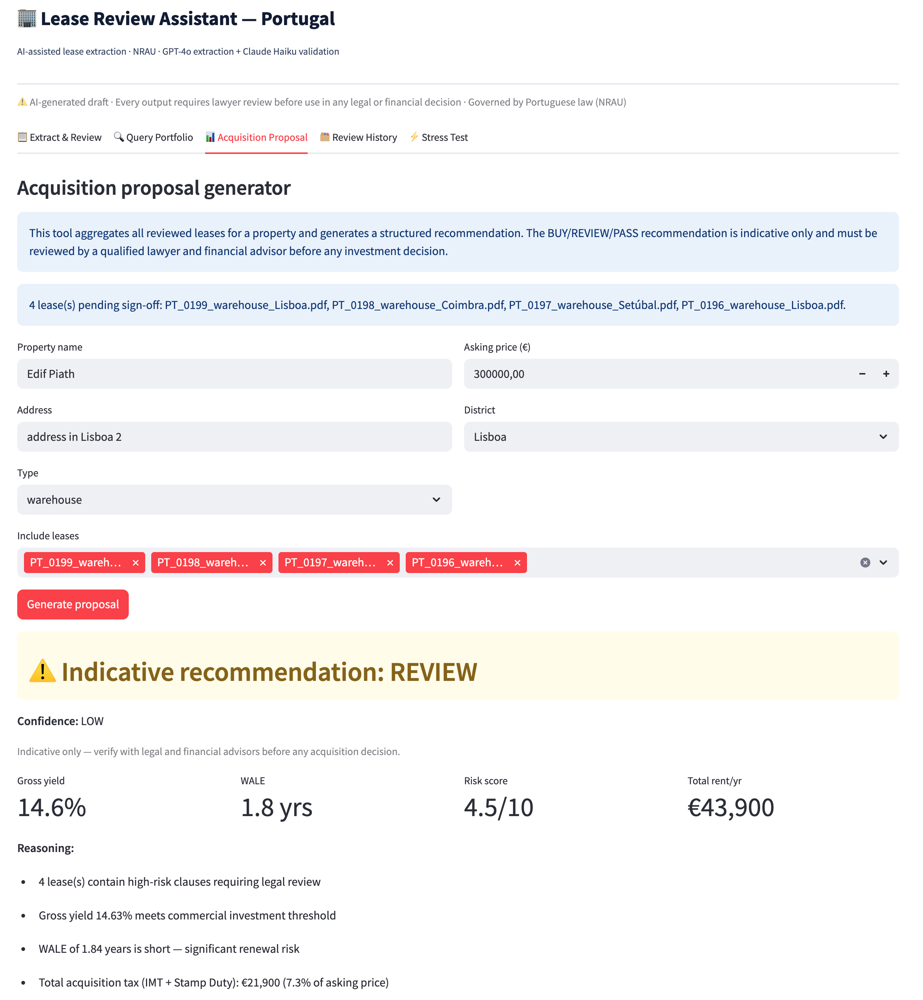 🏢 Lease Review Assistant — Portugal
AI-assisted lease extraction · NRAU · GPT-4o extraction + Claude Haiku validation
⚠️ AI-generated draft · Every output requires lawyer review before use in any legal or financial decision · Governed by Portuguese law (NRAU)
📋 Extract & Review 🔍 Query Portfolio 📊 Acquisition Proposal 🗂️ Review History ⚡ Stress Test
Acquisition proposal generator
This tool aggregates all reviewed leases for a property and generates a structured recommendation. The BUY/REVIEW/PASS recommendation is indicative only and must be
reviewed by a qualified lawyer and financial advisor before any investment decision.
4 lease(s) pending sign-off: PT_0199_warehouse_Lisboa.pdf, PT_0198_warehouse_Coimbra.pdf, PT_0197_warehouse_Setúbal.pdf, PT_0196_warehouse_Lisboa.pdf.
Property name
Edif Piath
Asking price (€)
300000,00
Address
address in Lisboa 2
District
Lisboa
Type
warehouse
Include leases
PT_0199_wareh… PT_0198_wareh… PT_0197_wareh… PT_0196_wareh…
Generate proposal
⚠️ Indicative recommendation: REVIEW
Confidence: LOW
Indicative only — verify with legal and financial advisors before any acquisition decision.
Gross yield
14.6%
WALE
1.8 yrs
Risk score
4.5/10
Total rent/yr
€43,900
Reasoning:
• 4 lease(s) contain high-risk clauses requiring legal review
• Gross yield 14.63% meets commercial investment threshold
• WALE of 1.84 years is short — significant renewal risk
• Total acquisition tax (IMT + Stamp Duty): €21,900 (7.3% of asking price)